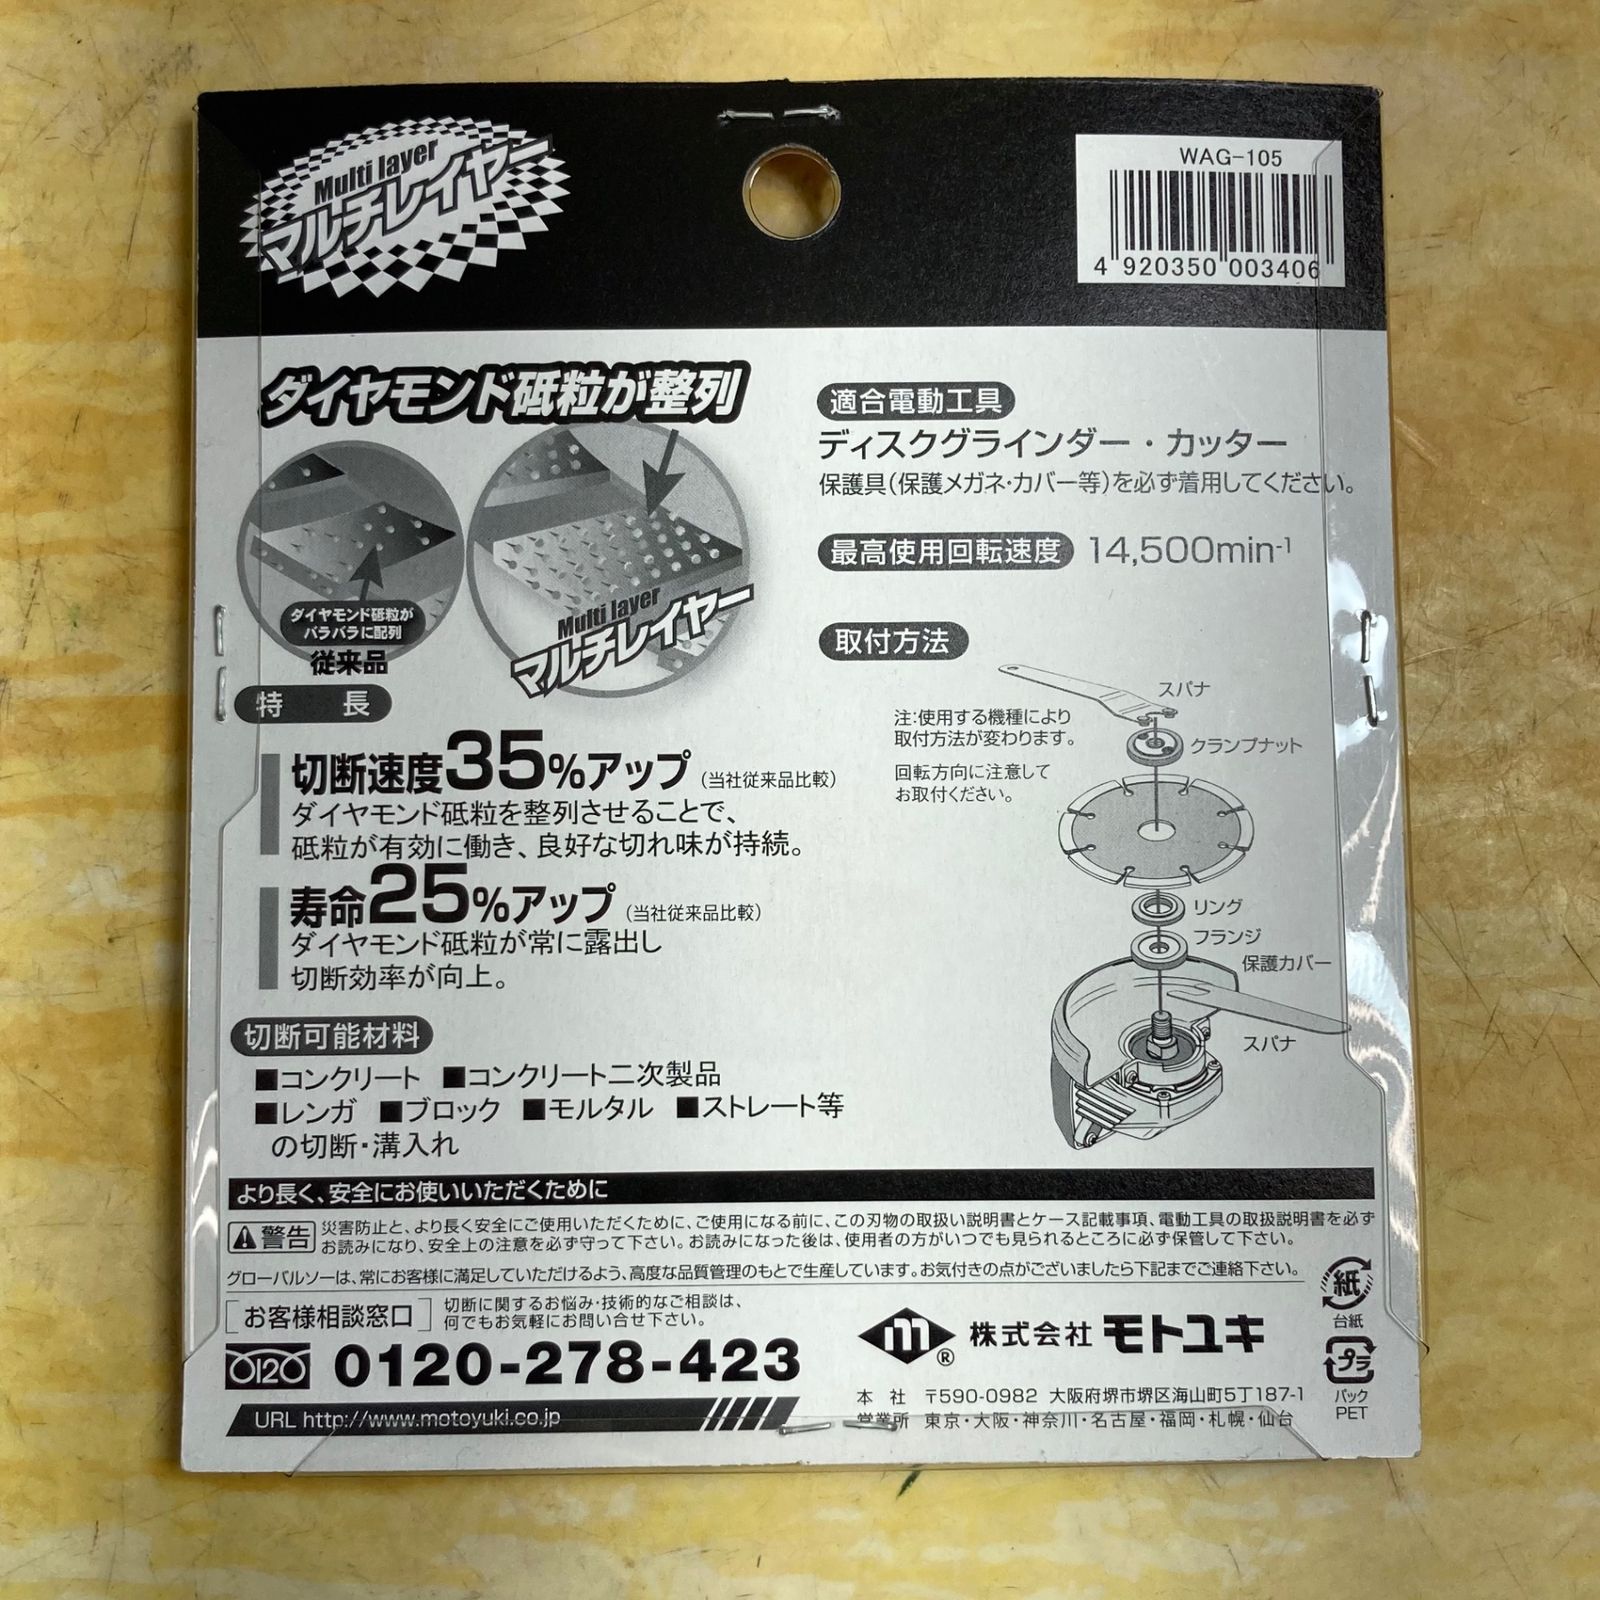 Multi layer
マルチレイヤー
WAG-105
4 920350 003406
ダイヤモンド砥粒が整列
ダイヤモンド砥粒が
バラバラに配列
従来品
Multi layer
マルチレイヤー
特 長
切断速度35%アップ(当社従来品比較)
ダイヤモンド砥粒を整列させることで、
砥粒が有効に働き、良好な切れ味が持続。
寿命25%アップ(当社従来品比較)
ダイヤモンド砥粒が常に露出し
切断効率が向上。
切断可能材料
■コンクリート ■コンクリート二次製品
■レンガ ■ブロック ■モルタル ■ストレート等
の切断・溝入れ
適合電動工具
ディスクグラインダー・カッター
保護具(保護メガネ・カバー等)を必ず着用してください。
最高使用回転速度 14,500min-1
取付方法
注:使用する機種により
取付方法が変わります。
回転方向に注意して
お取付ください。
スパナ
クランプナット
リング
フランジ
保護カバー
スパナ
より長く、安全にお使いいただくために
警告 災害防止と、より長く安全にご使用いただくために、ご使用になる前に、この刃物の取扱い説明書とケース記載事項、電動工具の取扱説明書を必ず
お読みになり、安全上の注意を必ず守って下さい。お読みになった後は、使用者の方がいつでも見られるところに必ず保管して下さい。
グローバルソーは、常にお客様に満足していただけるよう、高度な品質管理のもとで生産しています。お気付きの点がございましたら下記までご連絡下さい。
お客様相談窓口 切断に関するお悩み・技術的なご相談は、
何でもお気軽にお問い合せ下さい。
0120 0120-278-423
URL http://www.motoyuki.co.jp
m ® 株式会社 モトユキ
本 社 〒590-0982 大阪府堺市堺区海山町5丁187-1
営業所 東京・大阪・神奈川・名古屋・福岡・札幌・仙台
紙
台紙
プラ
パック
PET